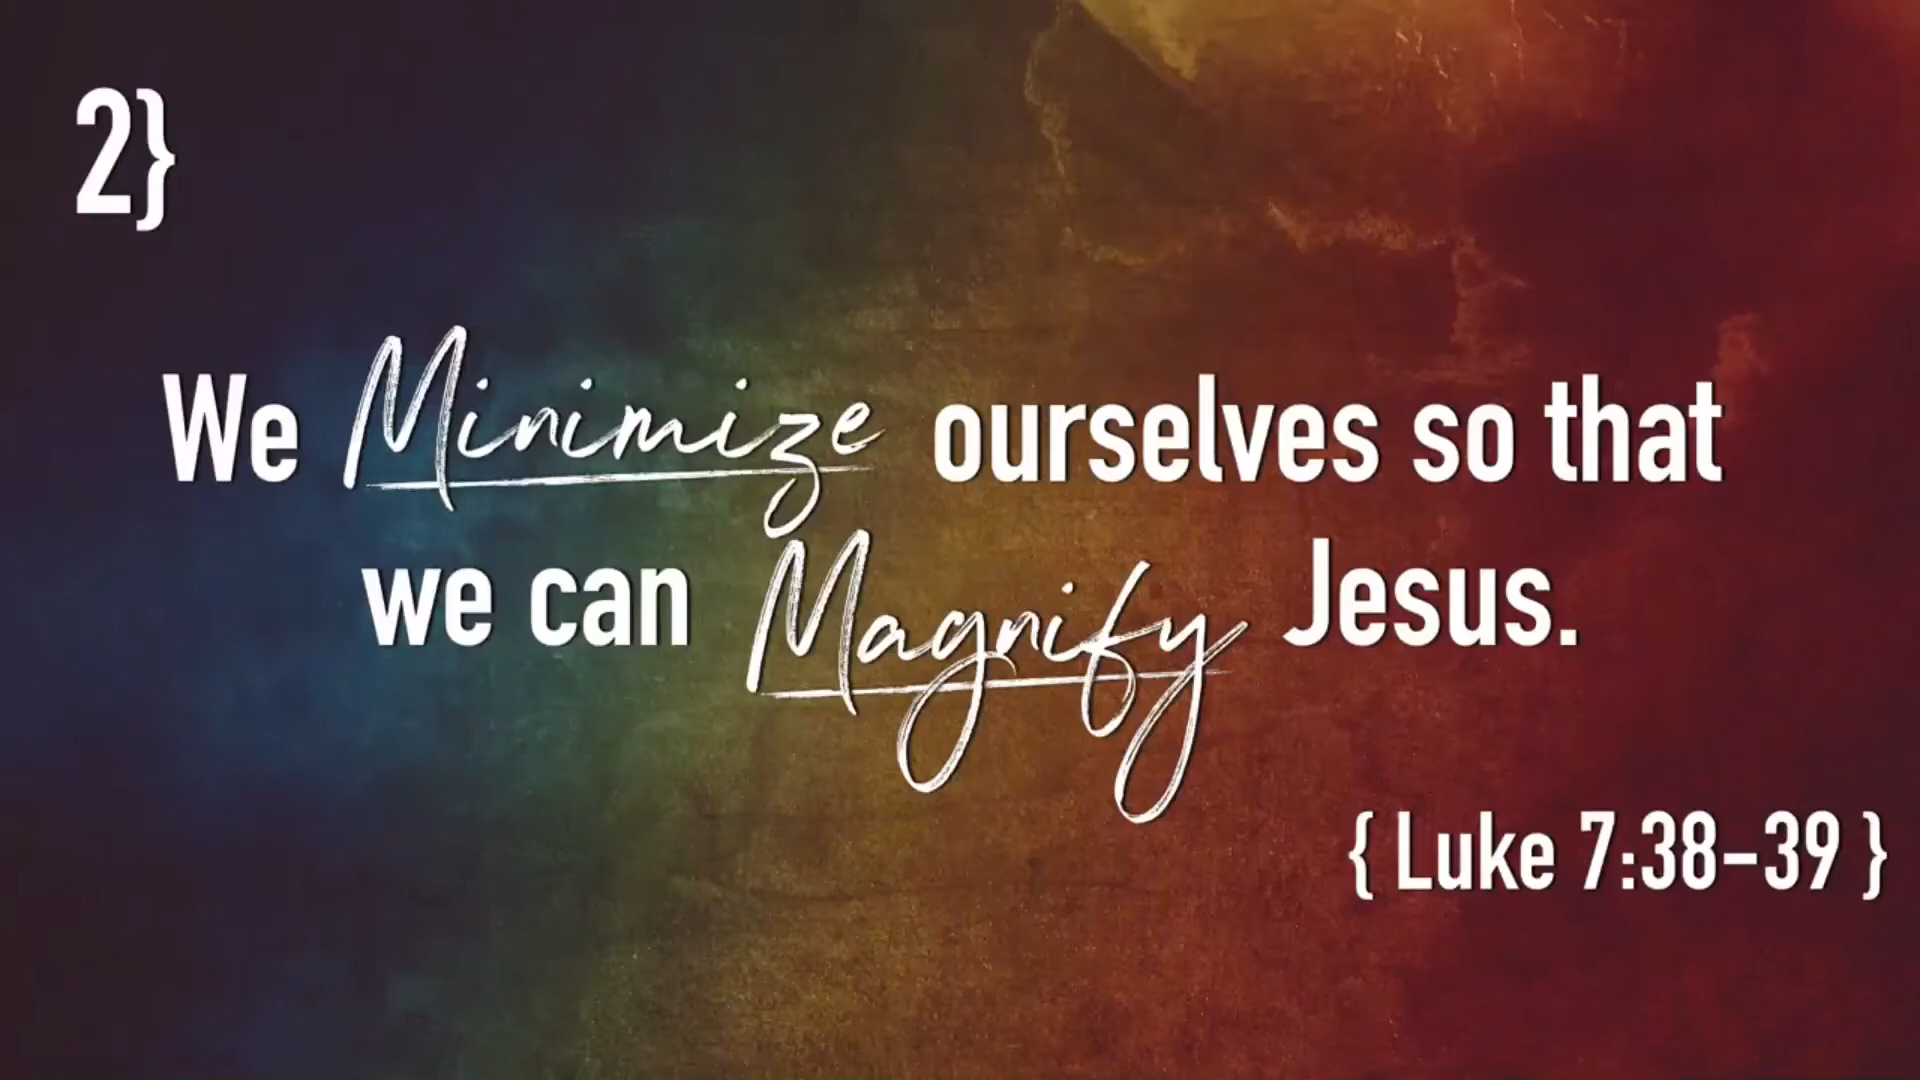 2}
We Minimize ourselves so that
we can Magnify Jesus.
{ Luke 7:38-39 }